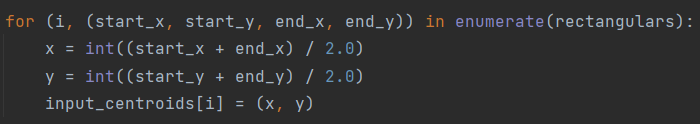 for (i, (start_x, start_y, end_x, end_y)) in enumerate(rectangulars):
    x = int((start_x + end_x) / 2.0)
    y = int((start_y + end_y) / 2.0)
    input_centroids[i] = (x, y)